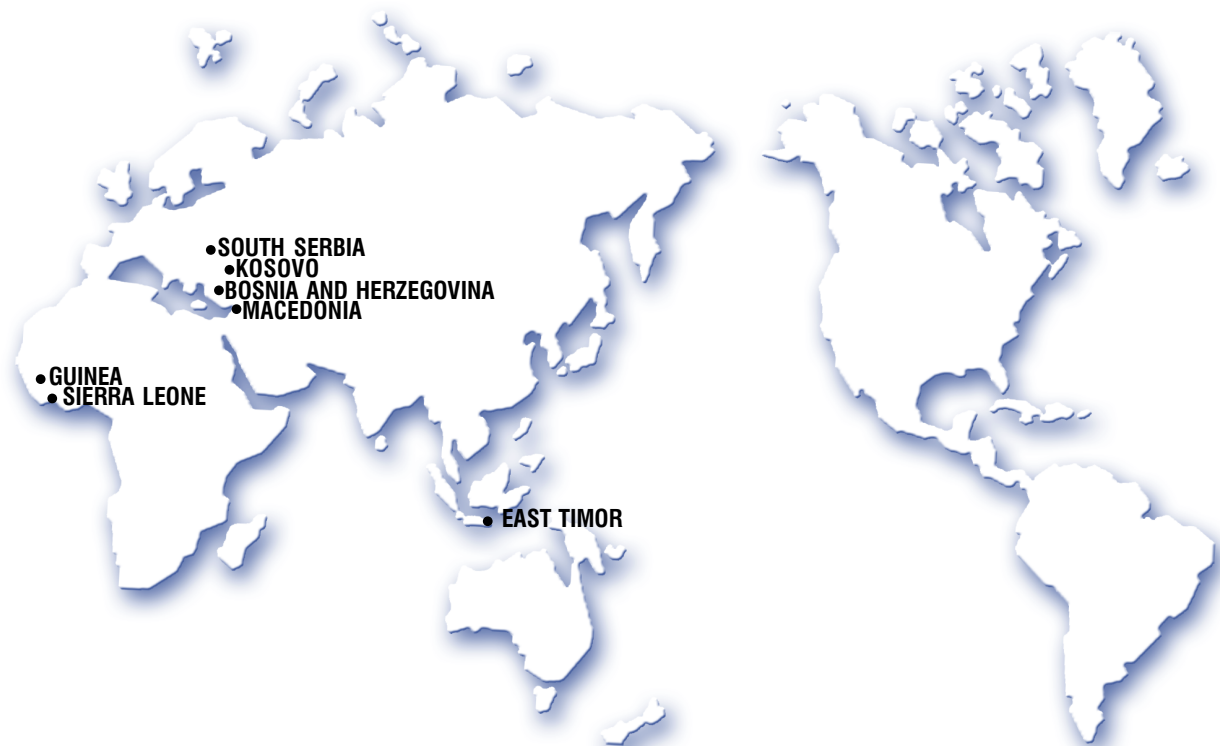 SOUTH SERBIA
KOSOVO
BOSNIA AND HERZEGOVINA
MACEDONIA
GUINEA
SIERRA LEONE
EAST TIMOR